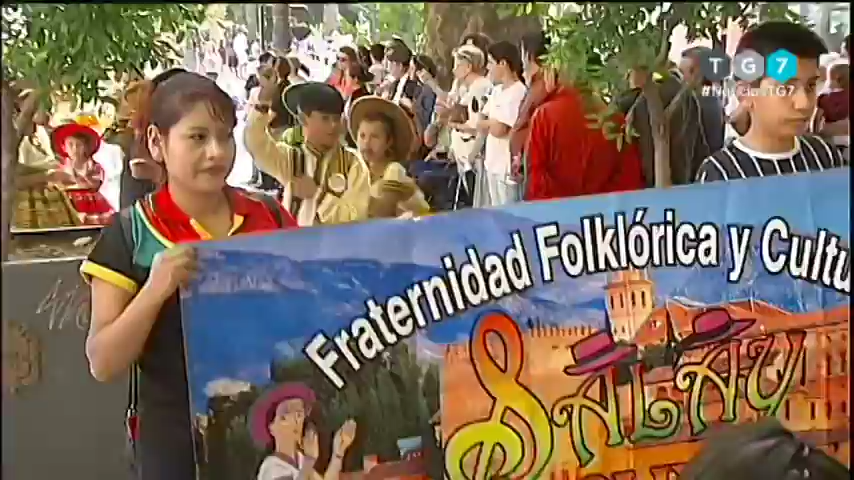 TG7
#NoticiasTG7
Fraternidad Folklórica y Cultu
SALAY